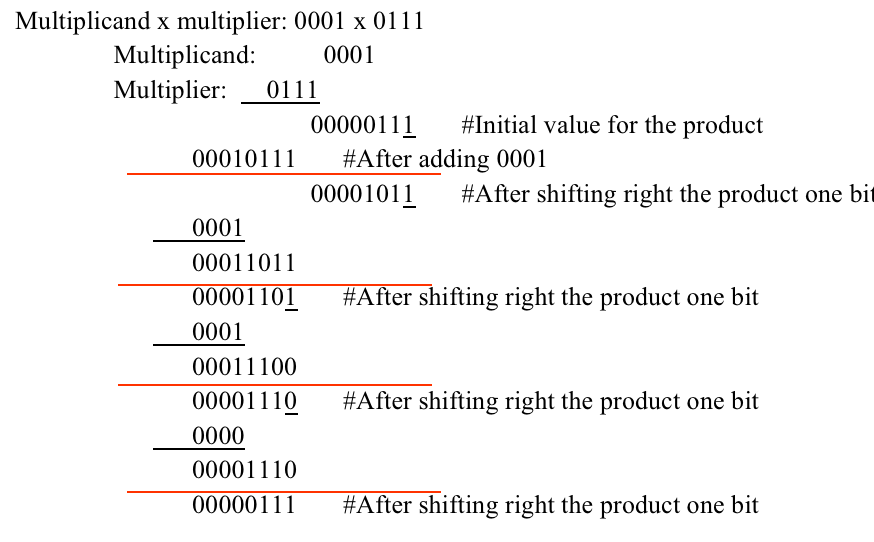 Multiplicand x multiplier: 0001 x 0111
Multiplicand: 0001
Multiplier: 0111
00000111 #Initial value for the product
00010111 #After adding 0001
00001011 #After shifting right the product one bit
0001
00011011
00001101 #After shifting right the product one bit
0001
00011100
00001110 #After shifting right the product one bit
0000
00001110
00000111 #After shifting right the product one bit